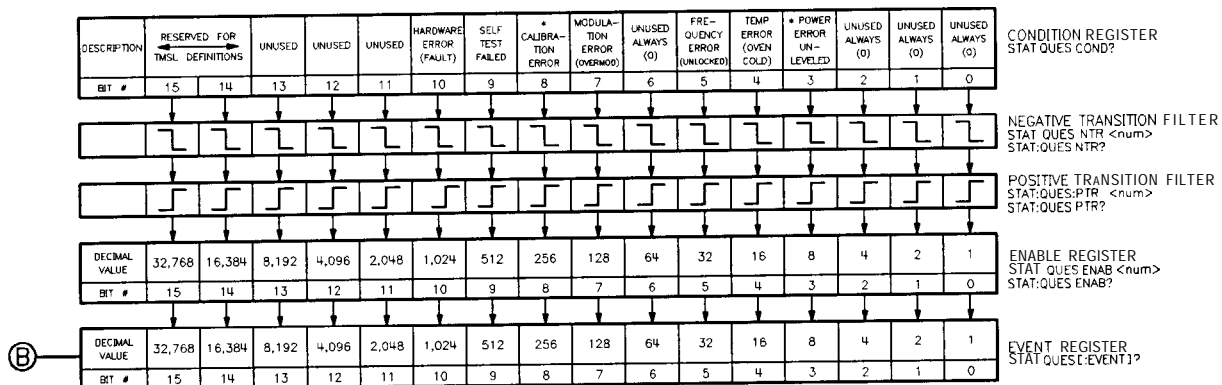 DESCRIPTION RESERVED FOR TMSL DEFINITIONS UNUSED UNUSED UNUSED HARDWARE ERROR (FAULT) SELF TEST FAILED * CALIBRA-TION ERROR MODULA-TION ERROR (OVERMOD) UNUSED ALWAYS (0) FRE-QUENCY ERROR (UNLOCKED) TEMP ERROR (OVEN COLD) * POWER ERROR UN-LEVELED UNUSED ALWAYS (0) UNUSED ALWAYS (0) UNUSED ALWAYS (0)
CONDITION REGISTER
STAT QUES COND?
BIT # 15 14 13 12 11 10 9 8 7 6 5 4 3 2 1 0
NEGATIVE TRANSITION FILTER
STAT QUES NTR <num>
STAT:QUES NTR?
POSITIVE TRANSITION FILTER
STAT:QUES:PTR <num>
STAT:QUES PTR?
DECIMAL VALUE 32,768 16,384 8,192 4,096 2,048 1,024 512 256 128 64 32 16 8 4 2 1
BIT # 15 14 13 12 11 10 9 8 7 6 5 4 3 2 1 0
ENABLE REGISTER
STAT QUES ENAB <num>
STAT:QUES ENAB?
B
DECIMAL VALUE 32,768 16,384 8,192 4,096 2,048 1,024 512 256 128 64 32 16 8 4 2 1
BIT # 15 14 13 12 11 10 9 8 7 6 5 4 3 2 1 0
EVENT REGISTER
STAT QUES[:EVENT]?